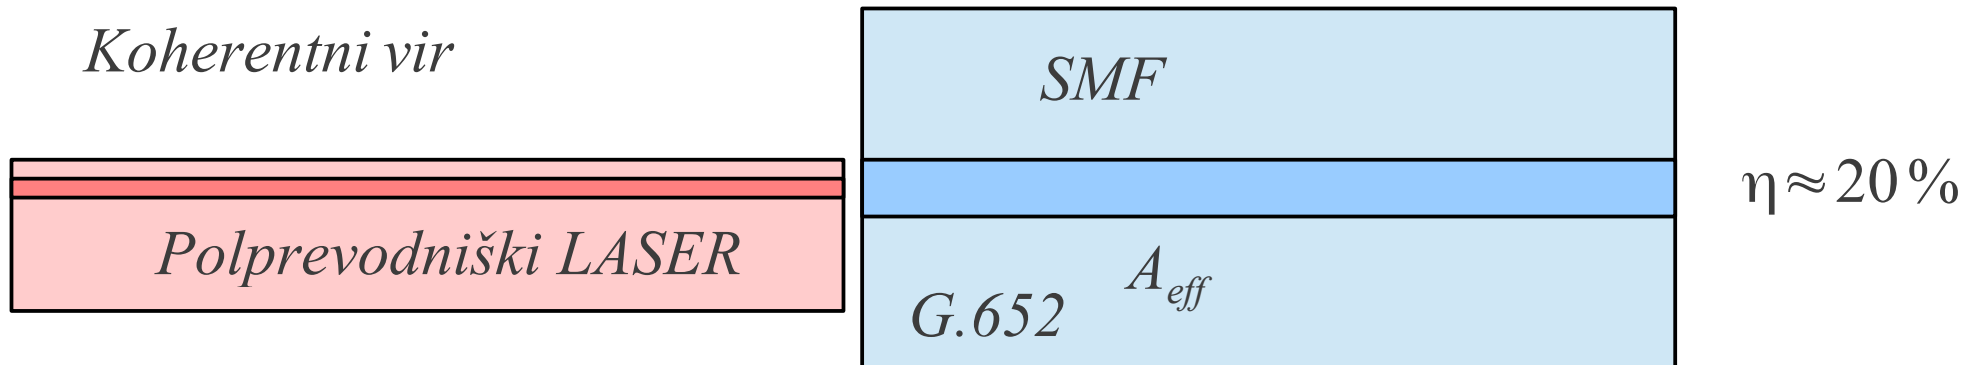 Koherentni vir
SMF
η≈20%
Polprevodniški LASER
A_eff
G.652